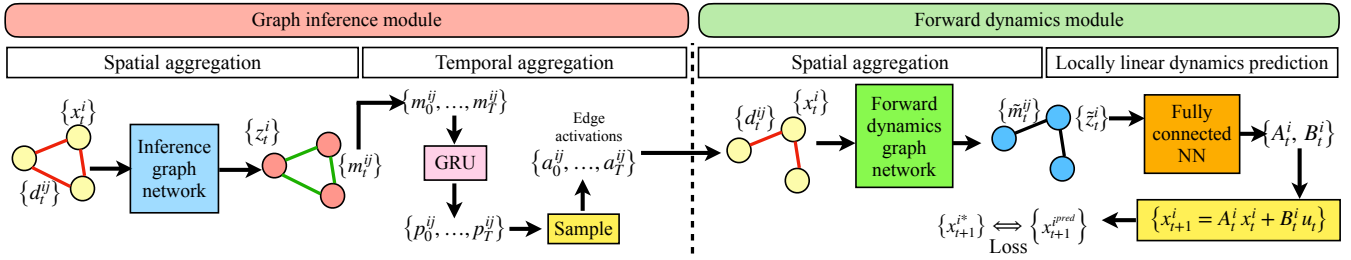 Graph inference module
Forward dynamics module
Spatial aggregation
Temporal aggregation
Spatial aggregation
Locally linear dynamics prediction
{x_t^i}
{d_t^{ij}}
Inference
graph
network
{z_t^i}
{m_t^{ij}}
{m_0^{ij}, …, m_T^{ij}}
GRU
{p_0^{ij}, …, p_T^{ij}}
Sample
Edge
activations
{a_0^{ij}, …, a_T^{ij}}
{d_t^{ij}}
{x_t^i}
Forward
dynamics
graph
network
{m̃_t^{ij}}
{z̃_t^i}
Fully
connected
NN
{A_t^i, B_t^i}
{x_{t+1}^i = A_t^i x_t^i + B_t^i u_t}
{x_{t+1}^{i*}} ⟺ {x_{t+1}^{i^{pred}}}
Loss